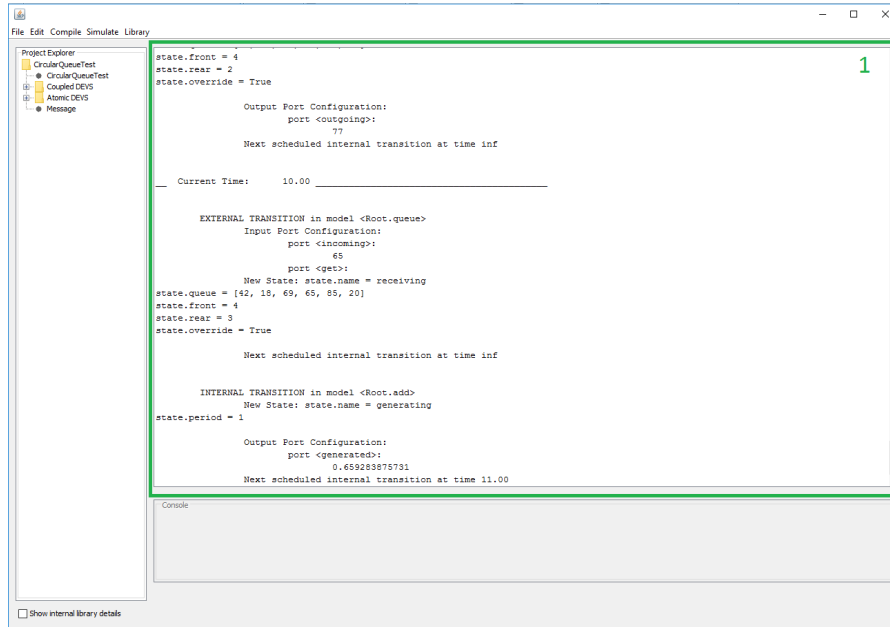 File Edit Compile Simulate Library
Project Explorer
CircularQueueTest
CircularQueueTest
Coupled DEVS
Atomic DEVS
Message
Show internal library details
1
state.front = 4
state.rear = 2
state.override = True
Output Port Configuration:
port <outgoing>:
77
Next scheduled internal transition at time inf
__ Current Time: 10.00 __________________________________________
EXTERNAL TRANSITION in model <Root.queue>
Input Port Configuration:
port <incoming>:
65
port <get>:
New State: state.name = receiving
state.queue = [42, 18, 69, 65, 85, 20]
state.front = 4
state.rear = 3
state.override = True
Next scheduled internal transition at time inf
INTERNAL TRANSITION in model <Root.add>
New State: state.name = generating
state.period = 1
Output Port Configuration:
port <generated>:
0.659283875731
Next scheduled internal transition at time 11.00
Console